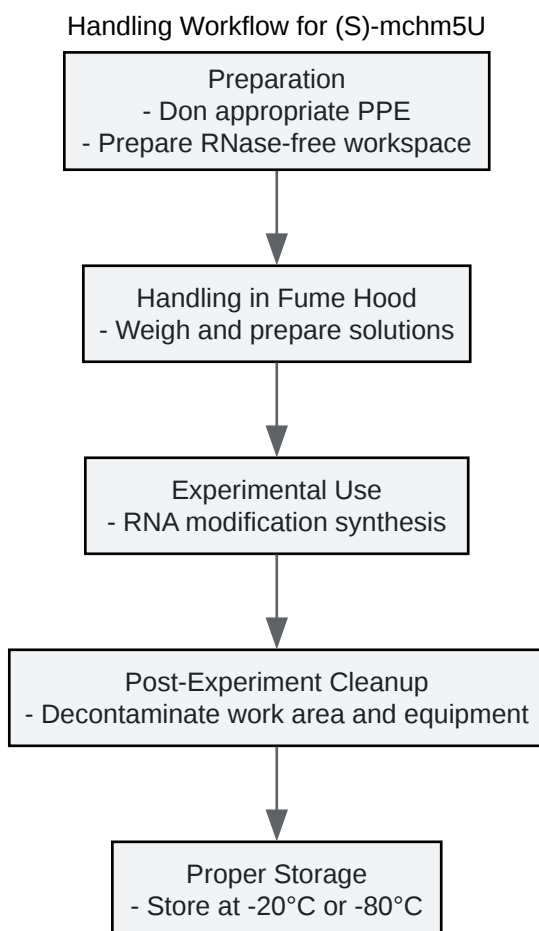 Handling Workflow for (S)-mchm5U
Preparation
- Don appropriate PPE
- Prepare RNase-free workspace
Handling in Fume Hood
- Weigh and prepare solutions
Experimental Use
- RNA modification synthesis
Post-Experiment Cleanup
- Decontaminate work area and equipment
Proper Storage
- Store at -20°C or -80°C